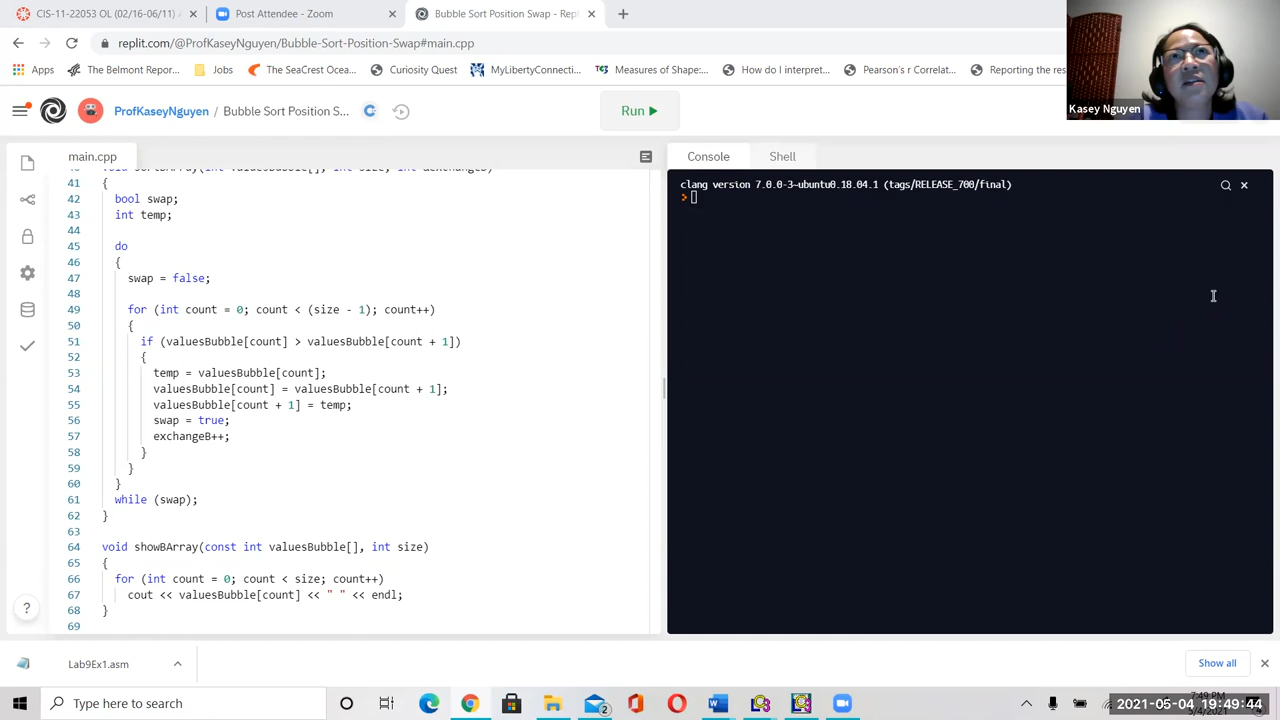 CIS-11-22053 OL (02/16-06/11)
Post Attendee - Zoom
Bubble Sort Position Swap - Repl
replit.com/@ProfKaseyNguyen/Bubble-Sort-Position-Swap#main.cpp
Apps
The Belmont Repor...
Jobs
The SeaCrest Ocea...
Curiosity Quest
MyLibertyConnecti...
Measures of Shape:...
How do I interpret...
Pearson's r Correlat...
Reporting the res
Kasey Nguyen
ProfKaseyNguyen / Bubble Sort Position S...
Run
main.cpp
41 {
42 bool swap;
43 int temp;
44
45 do
46 {
47 swap = false;
48
49 for (int count = 0; count < (size - 1); count++)
50 {
51 if (valuesBubble[count] > valuesBubble[count + 1])
52 {
53 temp = valuesBubble[count];
54 valuesBubble[count] = valuesBubble[count + 1];
55 valuesBubble[count + 1] = temp;
56 swap = true;
57 exchangeB++;
58 }
59 }
60 }
61 while (swap);
62 }
63
64 void showBArray(const int valuesBubble[], int size)
65 {
66 for (int count = 0; count < size; count++)
67 cout << valuesBubble[count] << " " << endl;
68 }
69
Console
Shell
clang version 7.0.0-3~ubuntu0.18.04.1 (tags/RELEASE_700/final)
>
?
Lab9Ex1.asm
Show all
Type here to search
2
7:49 PM
2021-05-04 19:49:44